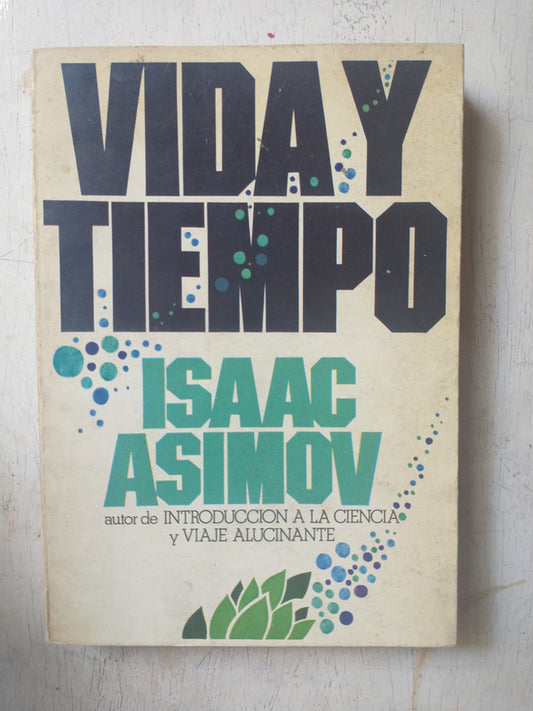 VIDA Y
TIEMPO
ISAAC
ASIMOV
autor de INTRODUCCION A LA CIENCIA
y VIAJE ALUCINANTE